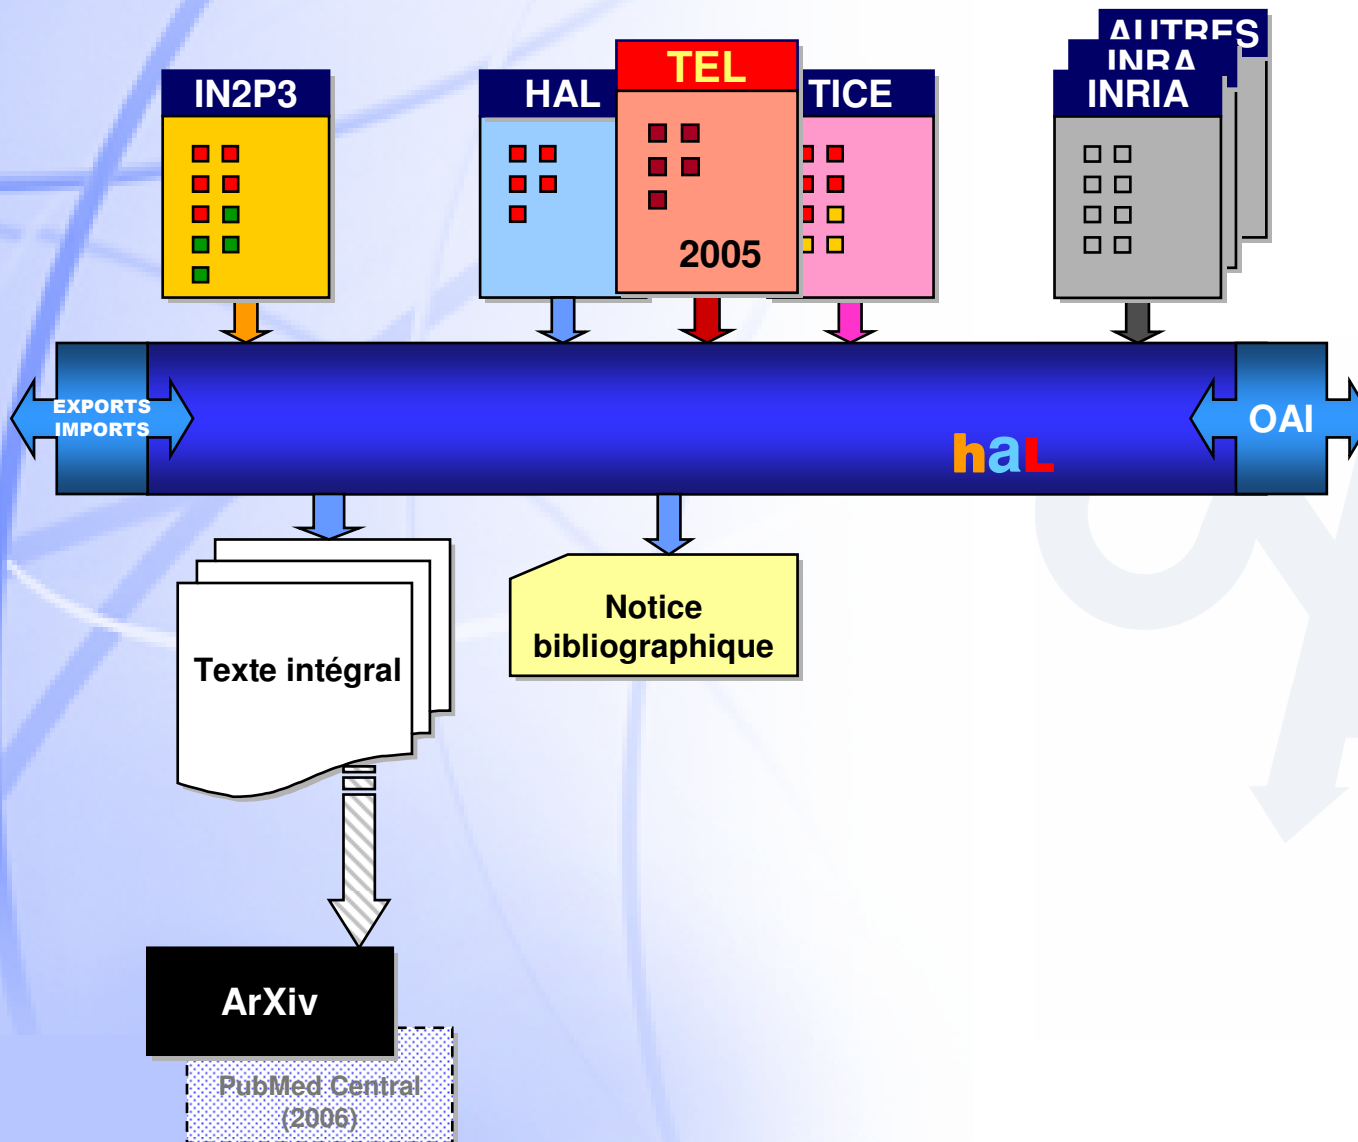 AUTRES
INRA
INRIA
IN2P3
HAL
TEL
TICE
2005
EXPORTS
IMPORTS
haL
OAI
Texte intégral
Notice
bibliographique
ArXiv
PubMed Central
(2006)